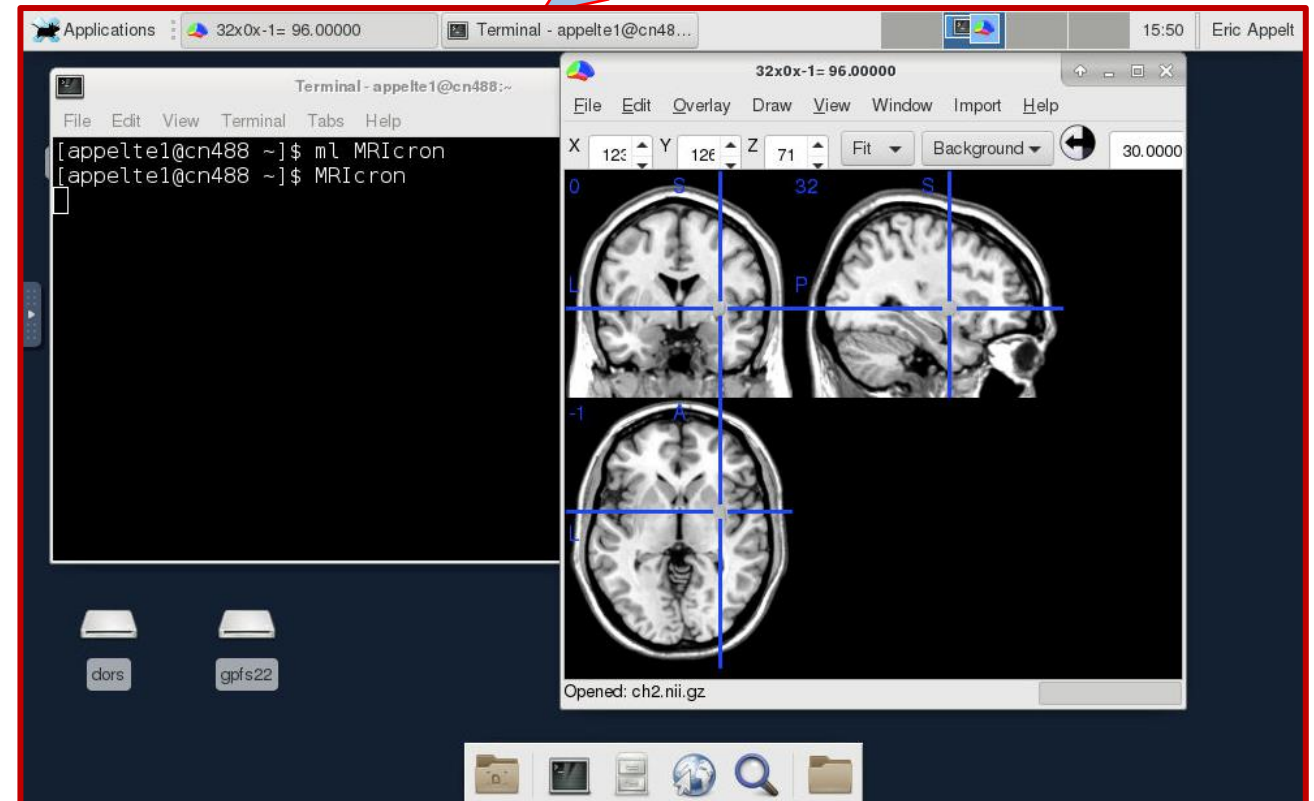 Applications 32x0x-1= 96.00000 Terminal - appelte1@cn48... 15:50 Eric Appelt
Terminal - appelte1@cn488:~
File Edit View Terminal Tabs Help
[appelte1@cn488 ~]$ ml MRIcron
[appelte1@cn488 ~]$ MRIcron
32x0x-1= 96.00000
File Edit Overlay Draw View Window Import Help
X 123 Y 126 Z 71 Fit Background 30.0000
0 S 32 S
L P
-1 A
L
Opened: ch2.nii.gz
dors gpfs22